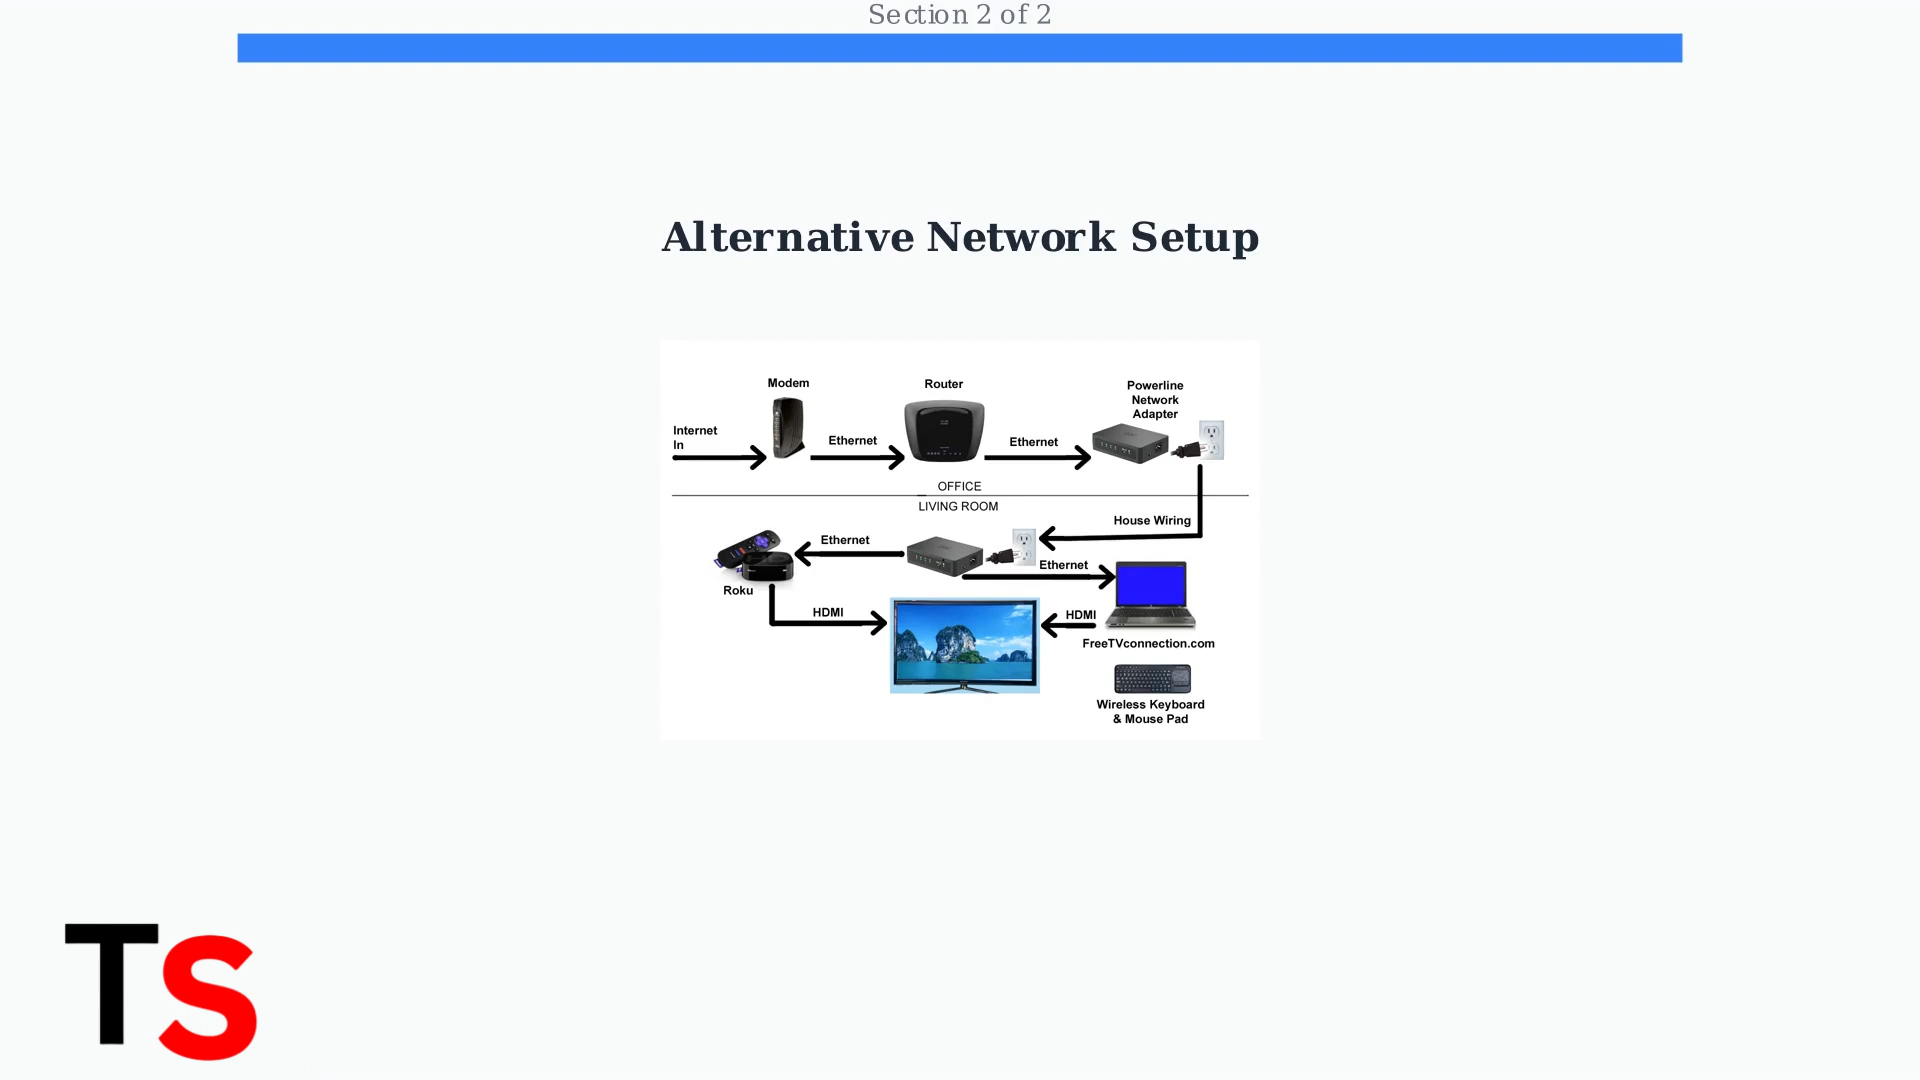 Section 2 of 2
Alternative Network Setup
Modem
Router
Powerline
Network
Adapter
Internet
In
Ethernet
Ethernet
OFFICE
LIVING ROOM
House Wiring
Ethernet
Ethernet
Roku
HDMI
HDMI
FreeTVconnection.com
Wireless Keyboard
& Mouse Pad
TS